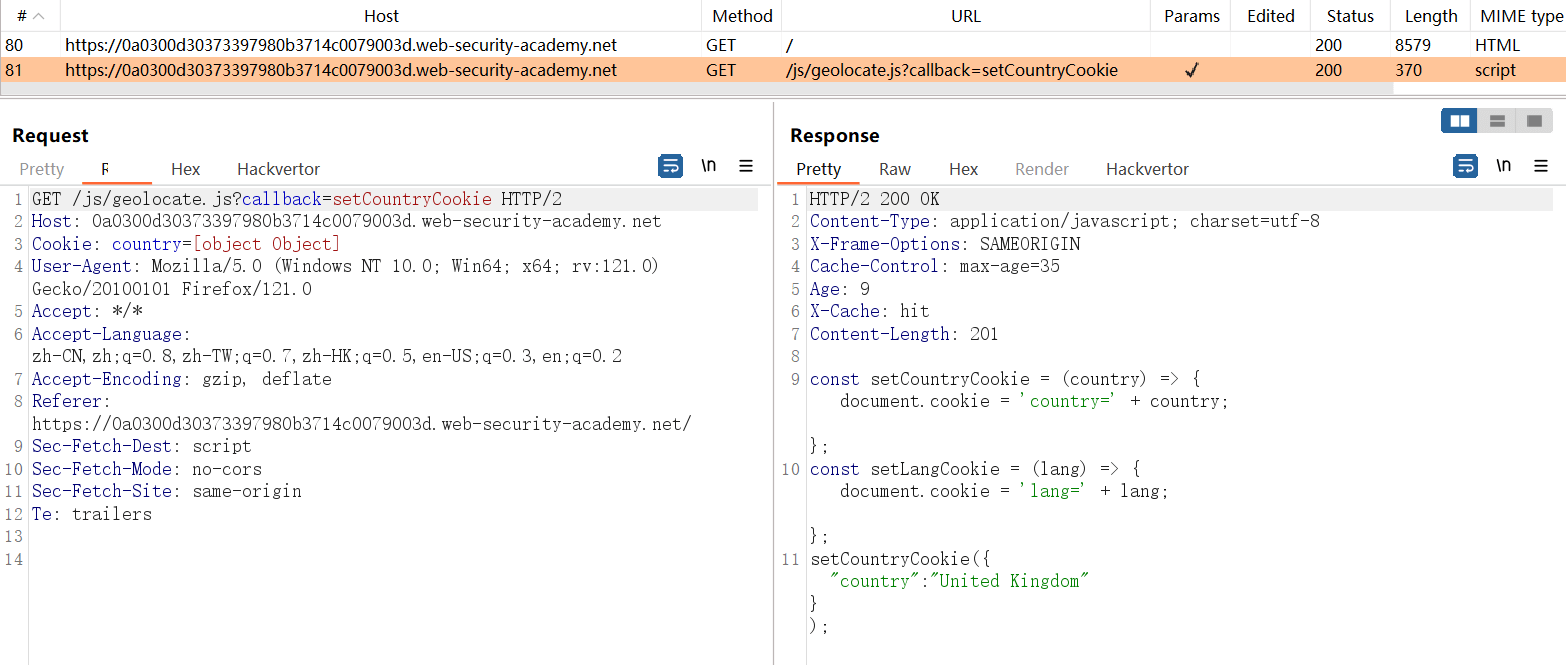 # Host Method URL Params Edited Status Length MIME type
80 https://0a0300d30373397980b3714c0079003d.web-security-academy.net GET / 200 8579 HTML
81 https://0a0300d30373397980b3714c0079003d.web-security-academy.net GET /js/geolocate.js?callback=setCountryCookie ✓ 200 370 script
Request
Pretty R Hex Hackvertor \n
1 GET /js/geolocate.js?callback=setCountryCookie HTTP/2
2 Host: 0a0300d30373397980b3714c0079003d.web-security-academy.net
3 Cookie: country=[object Object]
4 User-Agent: Mozilla/5.0 (Windows NT 10.0; Win64; x64; rv:121.0)
Gecko/20100101 Firefox/121.0
5 Accept: */*
6 Accept-Language:
zh-CN,zh;q=0.8,zh-TW;q=0.7,zh-HK;q=0.5,en-US;q=0.3,en;q=0.2
7 Accept-Encoding: gzip, deflate
8 Referer:
https://0a0300d30373397980b3714c0079003d.web-security-academy.net/
9 Sec-Fetch-Dest: script
10 Sec-Fetch-Mode: no-cors
11 Sec-Fetch-Site: same-origin
12 Te: trailers
13
14
Response
Pretty Raw Hex Render Hackvertor \n
1 HTTP/2 200 OK
2 Content-Type: application/javascript; charset=utf-8
3 X-Frame-Options: SAMEORIGIN
4 Cache-Control: max-age=35
5 Age: 9
6 X-Cache: hit
7 Content-Length: 201
8
9 const setCountryCookie = (country) => {
document.cookie = 'country=' + country;
};
10 const setLangCookie = (lang) => {
document.cookie = 'lang=' + lang;
};
11 setCountryCookie({
"country":"United Kingdom"
}
);